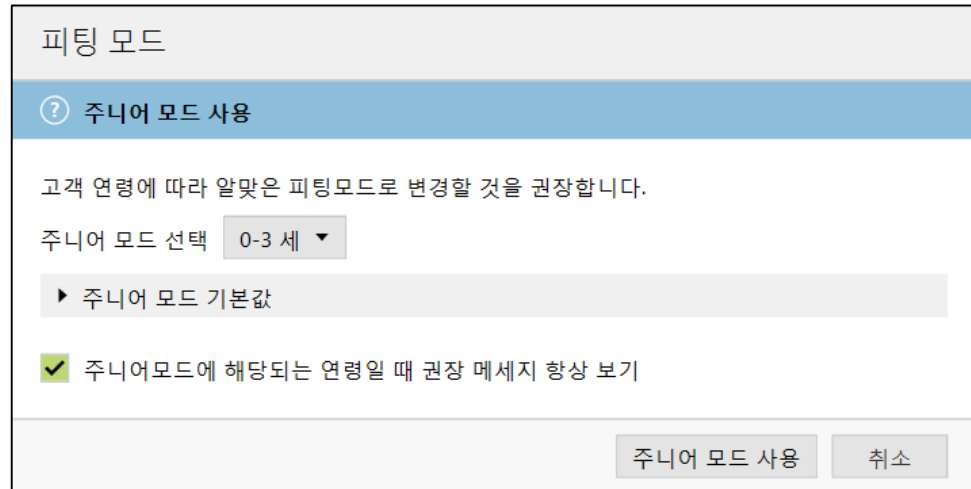 피팅 모드
? 주니어 모드 사용
고객 연령에 따라 알맞은 피팅모드로 변경할 것을 권장합니다.
주니어 모드 선택 0-3 세
주니어 모드 기본값
주니어모드에 해당되는 연령일 때 권장 메세지 항상 보기
주니어 모드 사용 취소